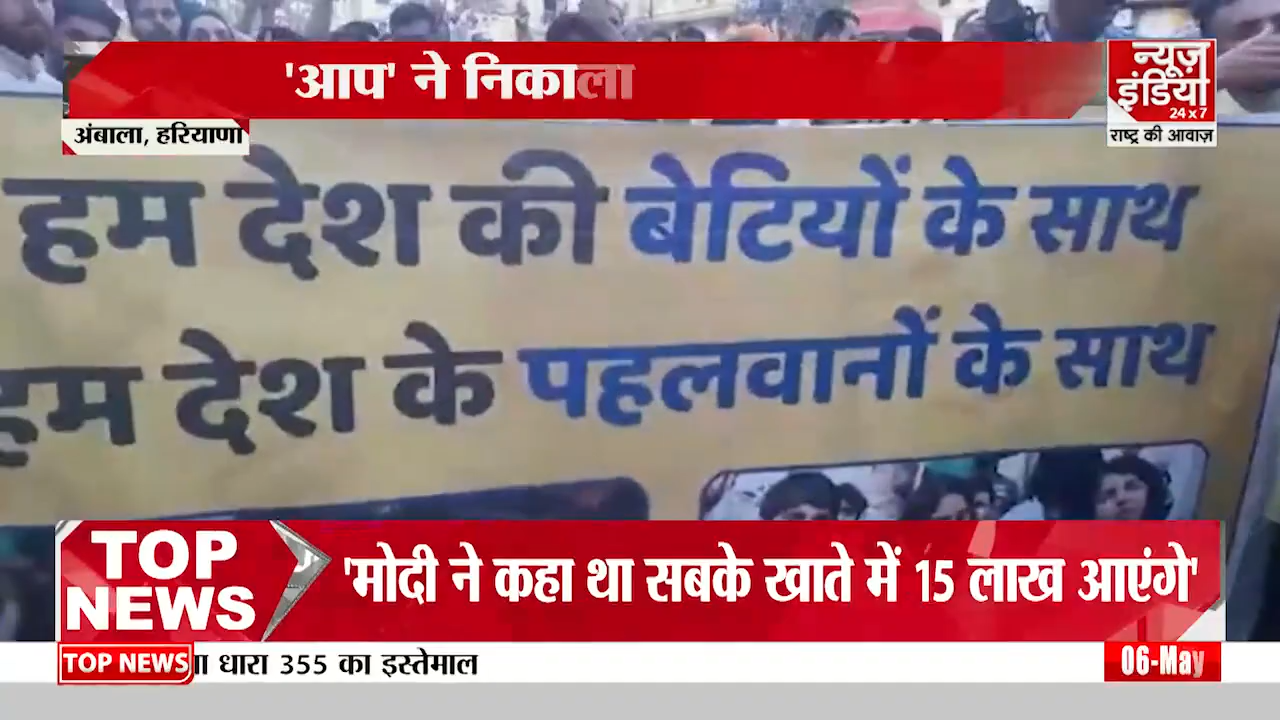 'आप' ने निकाला
न्यूज़
इंडिया
24x7
राष्ट्र की आवाज़
अंबाला, हरियाणा
हम देश की बेटियों के साथ
हम देश के पहलवानों के साथ
TOP
NEWS
'मोदी ने कहा था सबके खाते में 15 लाख आएंगे'
TOP NEWS
धारा 355 का इस्तेमाल
06-May